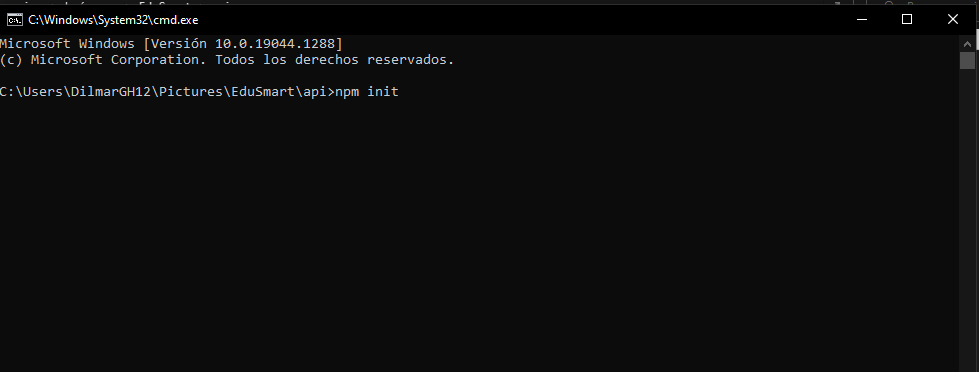 C:\Windows\System32\cmd.exe
Microsoft Windows [Versión 10.0.19044.1288]
(c) Microsoft Corporation. Todos los derechos reservados.
C:\Users\DilmarGH12\Pictures\EduSmart\api>npm init